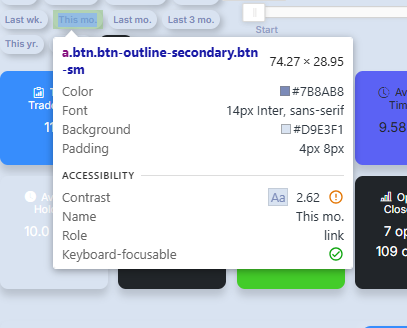 Last wk.
This mo.
Last mo.
Last 3 mo.
This yr.
Start
a.btn.btn-outline-secondary.btn
-sm
74.27 × 28.95
Color
#7B8AB8
Font
14px Inter, sans-serif
Background
#D9E3F1
Padding
4px 8px
ACCESSIBILITY
Contrast
Aa
2.62
Name
This mo.
Role
link
Keyboard-focusable
Trade
Av
Tim
9.58
Av
Hol
10.0
Op
Close
7 op
109 c